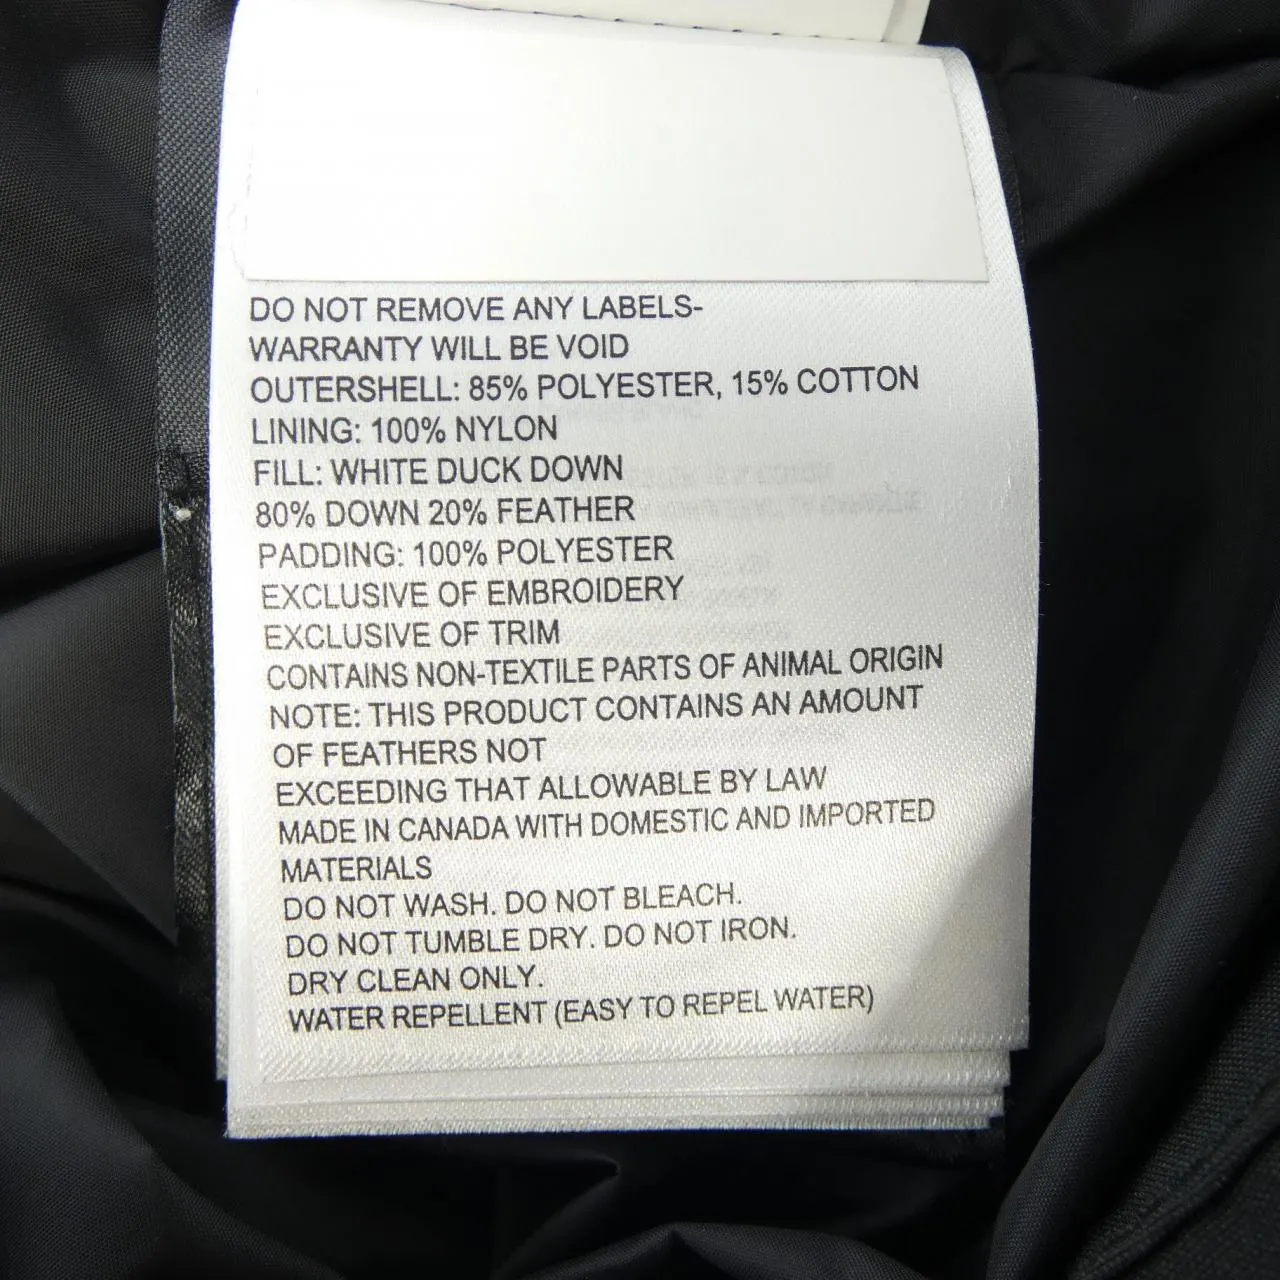 DO NOT REMOVE ANY LABELS-
WARRANTY WILL BE VOID
OUTERSHELL: 85% POLYESTER, 15% COTTON
LINING: 100% NYLON
FILL: WHITE DUCK DOWN
80% DOWN 20% FEATHER
PADDING: 100% POLYESTER
EXCLUSIVE OF EMBROIDERY
EXCLUSIVE OF TRIM
CONTAINS NON-TEXTILE PARTS OF ANIMAL ORIGIN
NOTE: THIS PRODUCT CONTAINS AN AMOUNT
OF FEATHERS NOT
EXCEEDING THAT ALLOWABLE BY LAW
MADE IN CANADA WITH DOMESTIC AND IMPORTED
MATERIALS
DO NOT WASH. DO NOT BLEACH.
DO NOT TUMBLE DRY. DO NOT IRON.
DRY CLEAN ONLY.
WATER REPELLENT (EASY TO REPEL WATER)